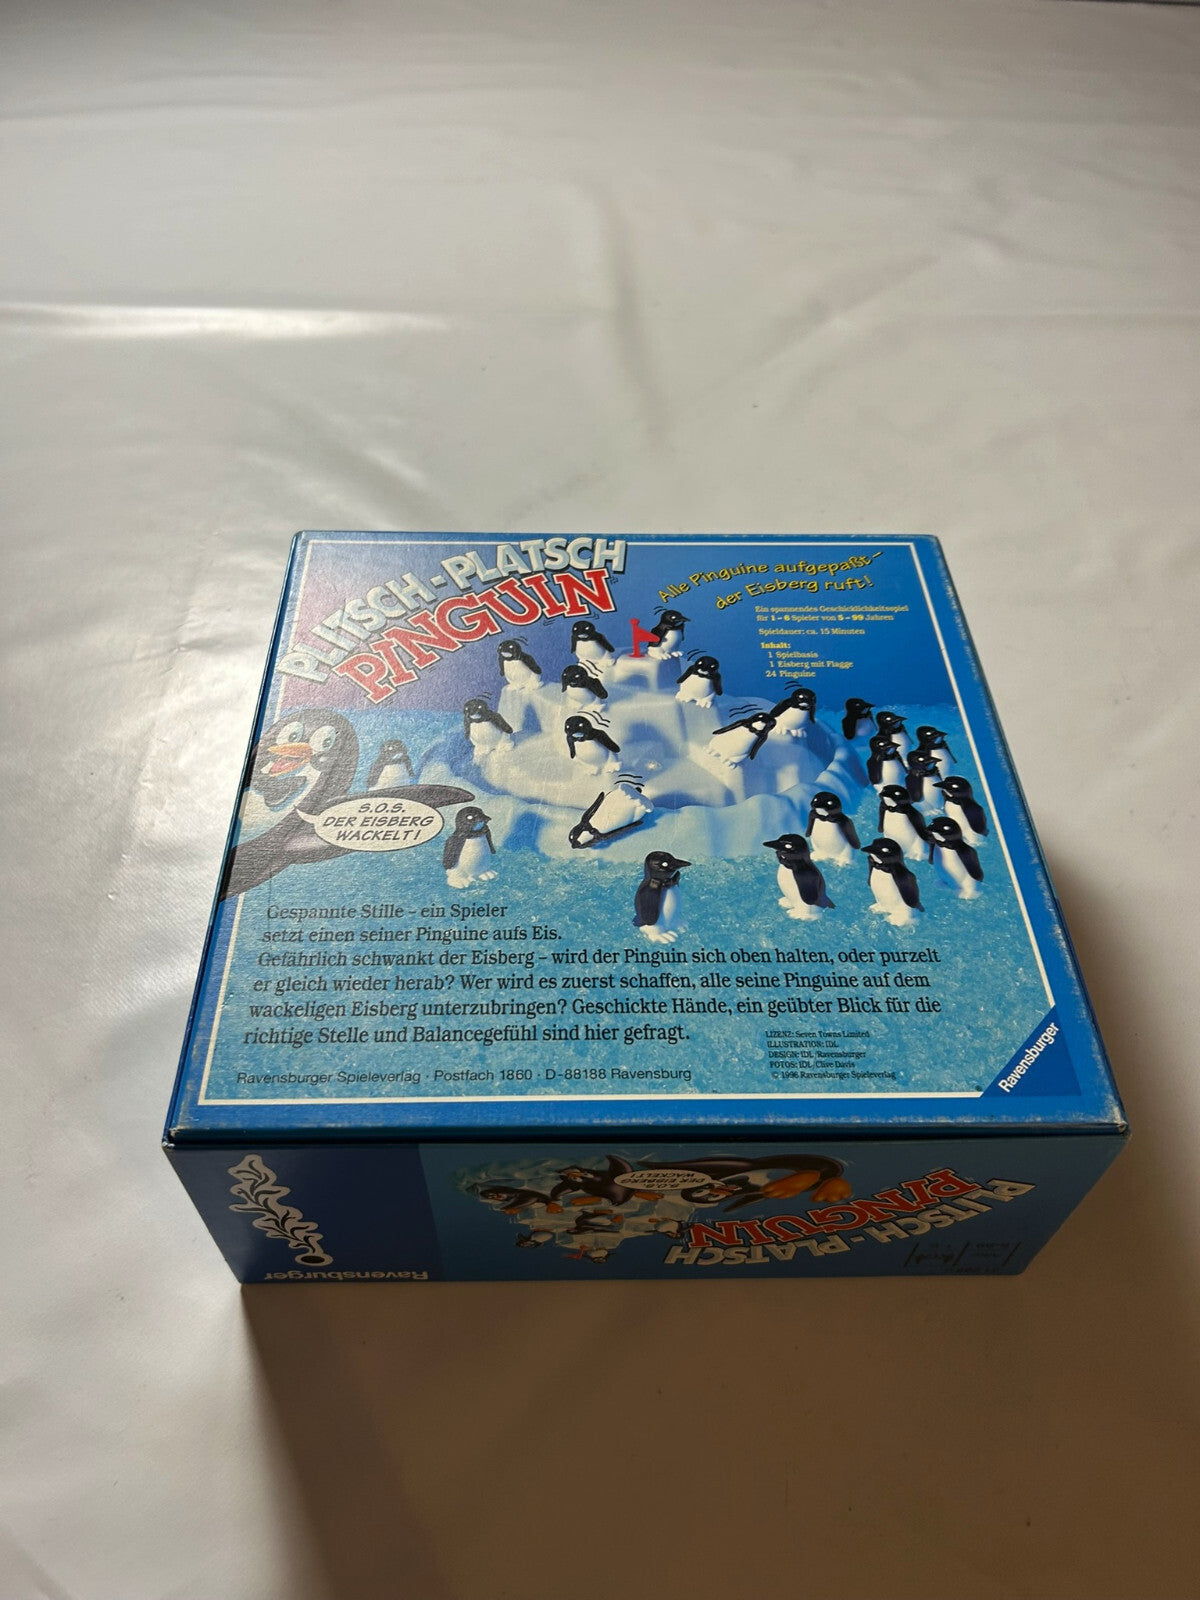 PLITSCH-PLATSCH
PINGUIN
Alle Pinguine aufgepaßt –
der Eisberg ruft!
Ein spannendes Geschicklichkeitsspiel
für 1 – 6 Spieler von 5 – 99 Jahren
Spieldauer: ca. 15 Minuten
Inhalt:
1 Spielbasis
1 Eisberg mit Flagge
24 Pinguine
S.O.S.
DER EISBERG
WACKELT!
Gespannte Stille – ein Spieler
setzt einen seiner Pinguine aufs Eis.
Gefährlich schwankt der Eisberg – wird der Pinguin sich oben halten, oder purzelt
er gleich wieder herab? Wer wird es zuerst schaffen, alle seine Pinguine auf dem
wackeligen Eisberg unterzubringen? Geschickte Hände, ein geübter Blick für die
richtige Stelle und Balancegefühl sind hier gefragt.
LIZENZ: Seven Towns Limited
ILLUSTRATION: IDL
DESIGN: IDL/Ravensburger
FOTOS: IDL/Clive Davis
© 1996 Ravensburger Spieleverlag
Ravensburger Spieleverlag · Postfach 1860 · D-88188 Ravensburg
Ravensburger
S.O.S.
DER EISBERG
WACKELT!
PLITSCH-PLATSCH
PINGUIN
Ravensburger